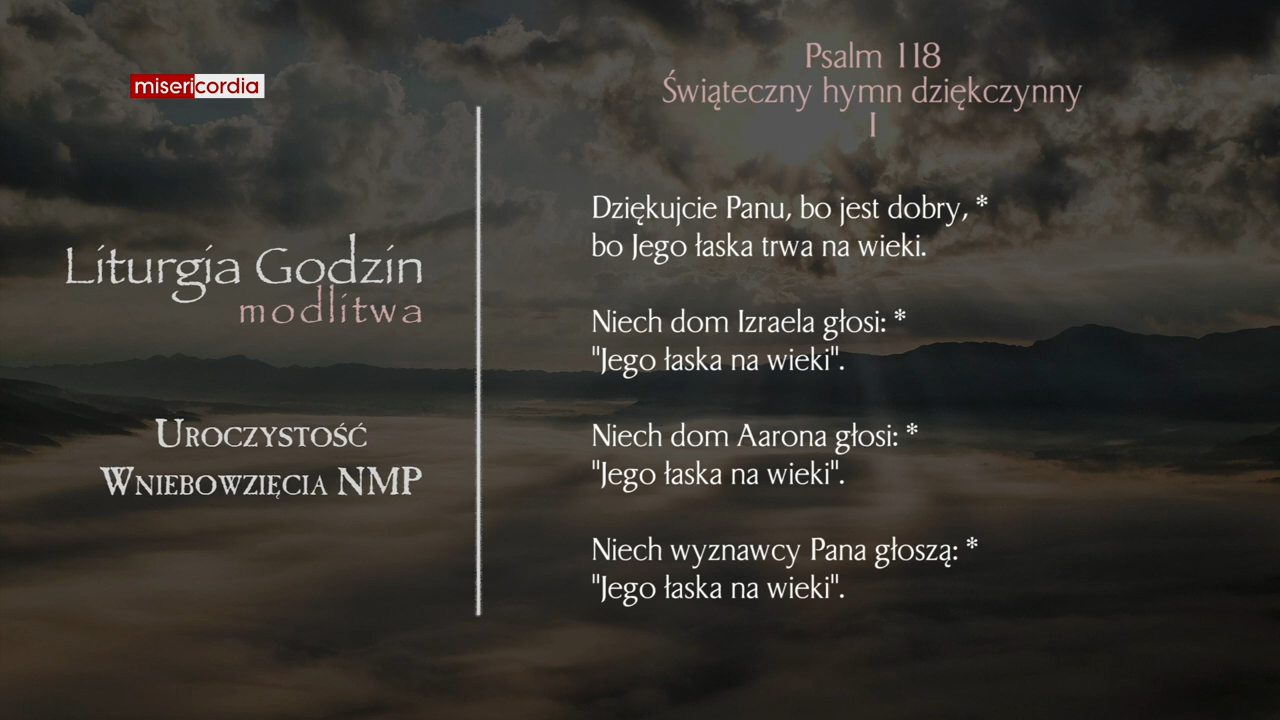 misericordia
Liturgia Godzin
modlitwa
Uroczystość
Wniebowzięcia NMP
Psalm 118
Świąteczny hymn dziękczynny
I
Dziękujcie Panu, bo jest dobry, *
bo Jego łaska trwa na wieki.
Niech dom Izraela głosi: *
"Jego łaska na wieki".
Niech dom Aarona głosi: *
"Jego łaska na wieki".
Niech wyznawcy Pana głoszą: *
"Jego łaska na wieki".